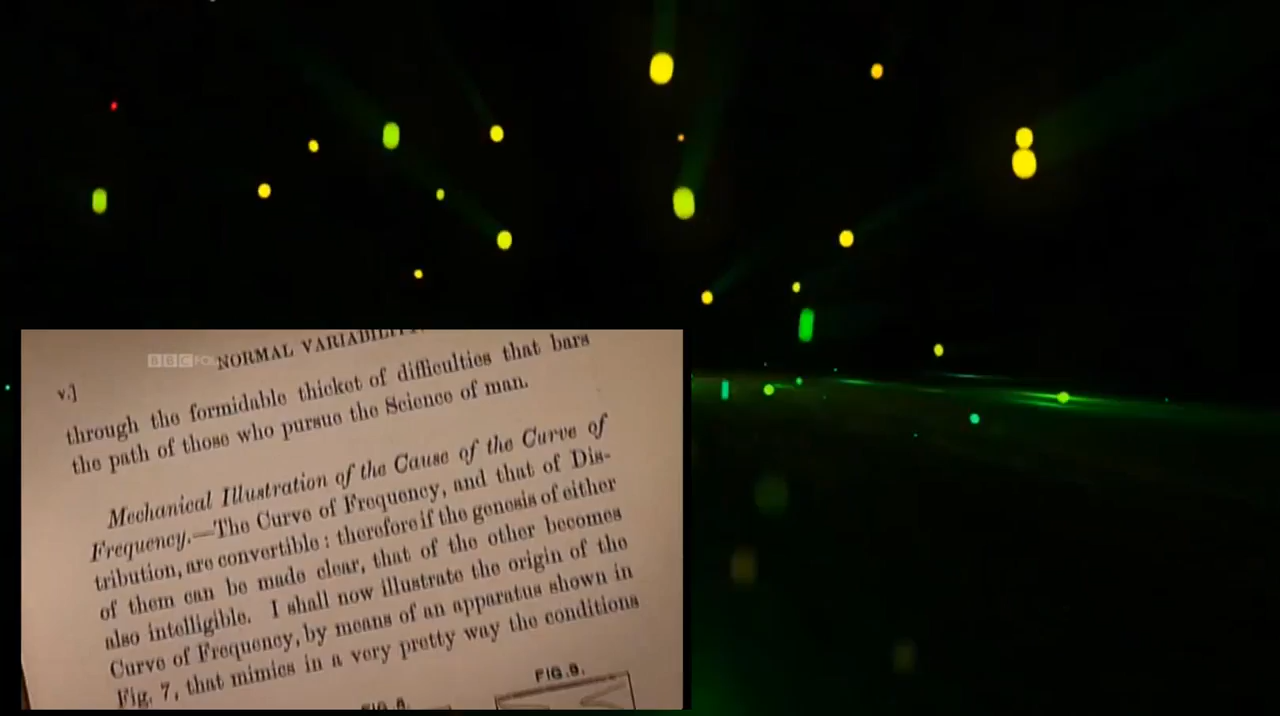 BBC FOUR
NORMAL VARIABILITY
v.]
through the formidable thicket of difficulties that bars
the path of those who pursue the Science of man.
Mechanical Illustration of the Cause of the Curve of
Frequency.—The Curve of Frequency, and that of Dis-
tribution, are convertible : therefore if the genesis of either
of them can be made clear, that of the other becomes
also intelligible. I shall now illustrate the origin of the
Curve of Frequency, by means of an apparatus shown in
Fig. 7, that mimics in a very pretty way the conditions
FIG. 8.
FIG. 9.